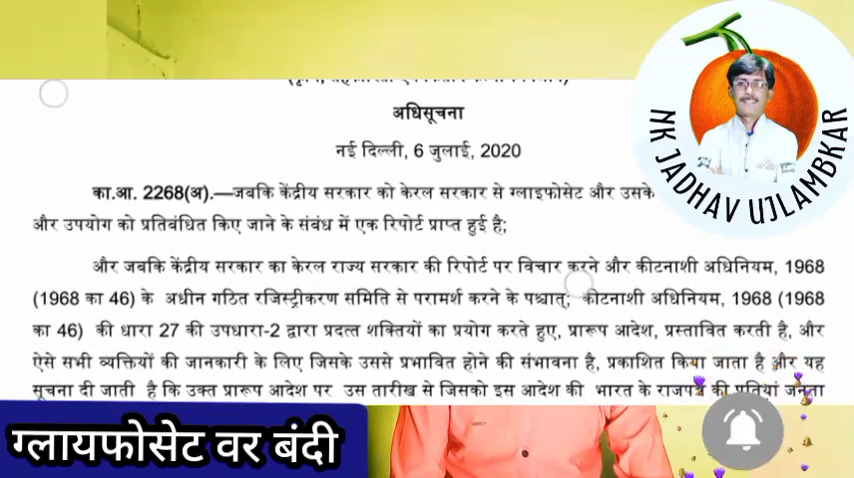 अधिसूचना
नई दिल्ली, 6 जुलाई, 2020
का.आ. 2268(अ).—जबकि केंद्रीय सरकार को केरल सरकार से ग्लाइफोसेट और उसके
और उपयोग को प्रतिबंधित किए जाने के संबंध में एक रिपोर्ट प्राप्त हुई है;
और जबकि केंद्रीय सरकार का केरल राज्य सरकार की रिपोर्ट पर विचार करने और कीटनाशी अधिनियम, 1968
(1968 का 46) के अधीन गठित रजिस्ट्रीकरण समिति से परामर्श करने के पश्चात्; कीटनाशी अधिनियम, 1968 (1968
का 46) की धारा 27 की उपधारा-2 द्वारा प्रदत्त शक्तियों का प्रयोग करते हुए, प्रारूप आदेश, प्रस्तावित करती है, और
ऐसे सभी व्यक्तियों की जानकारी के लिए जिसके उससे प्रभावित होने की संभावना है, प्रकाशित किया जाता है और यह
सूचना दी जाती है कि उक्त प्रारूप आदेश पर उस तारीख से जिसको इस आदेश की भारत के राजपत्र की प्रतियां जनता
NK JADHAV UJLAMBKAR
ग्लायफोसेट वर बंदी